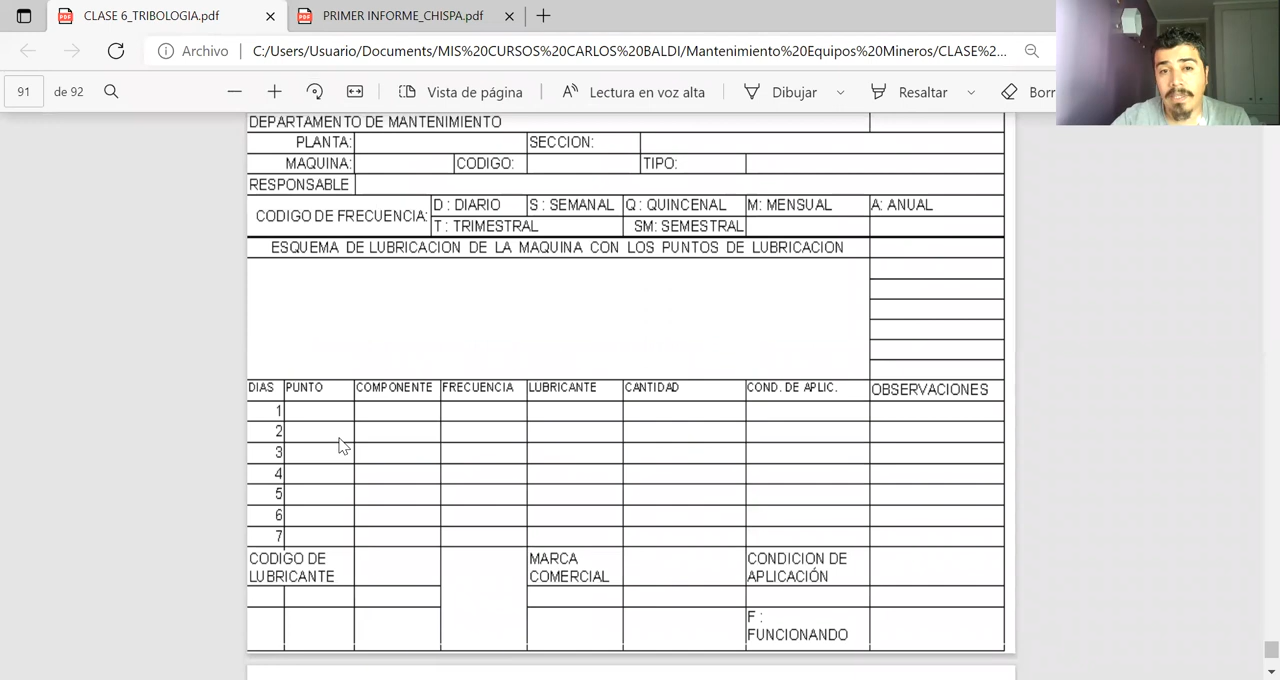 CLASE 6_TRIBOLOGIA.pdf
PRIMER INFORME_CHISPA.pdf
Archivo C:/Users/Usuario/Documents/MIS%20CURSOS%20CARLOS%20BALDI/Mantenimiento%20Equipos%20Mineros/CLASE%2...
91 de 92 Vista de página Lectura en voz alta Dibujar Resaltar Borr
DEPARTAMENTO DE MANTENIMIENTO
PLANTA: SECCION:
MAQUINA: CODIGO: TIPO:
RESPONSABLE
CODIGO DE FRECUENCIA: D : DIARIO S : SEMANAL Q : QUINCENAL M: MENSUAL A: ANUAL
T : TRIMESTRAL SM: SEMESTRAL
ESQUEMA DE LUBRICACION DE LA MAQUINA CON LOS PUNTOS DE LUBRICACION
DIAS PUNTO COMPONENTE FRECUENCIA LUBRICANTE CANTIDAD COND. DE APLIC. OBSERVACIONES
1
2
3
4
5
6
7
CODIGO DE LUBRICANTE MARCA COMERCIAL CONDICION DE APLICACIÓN
F : FUNCIONANDO